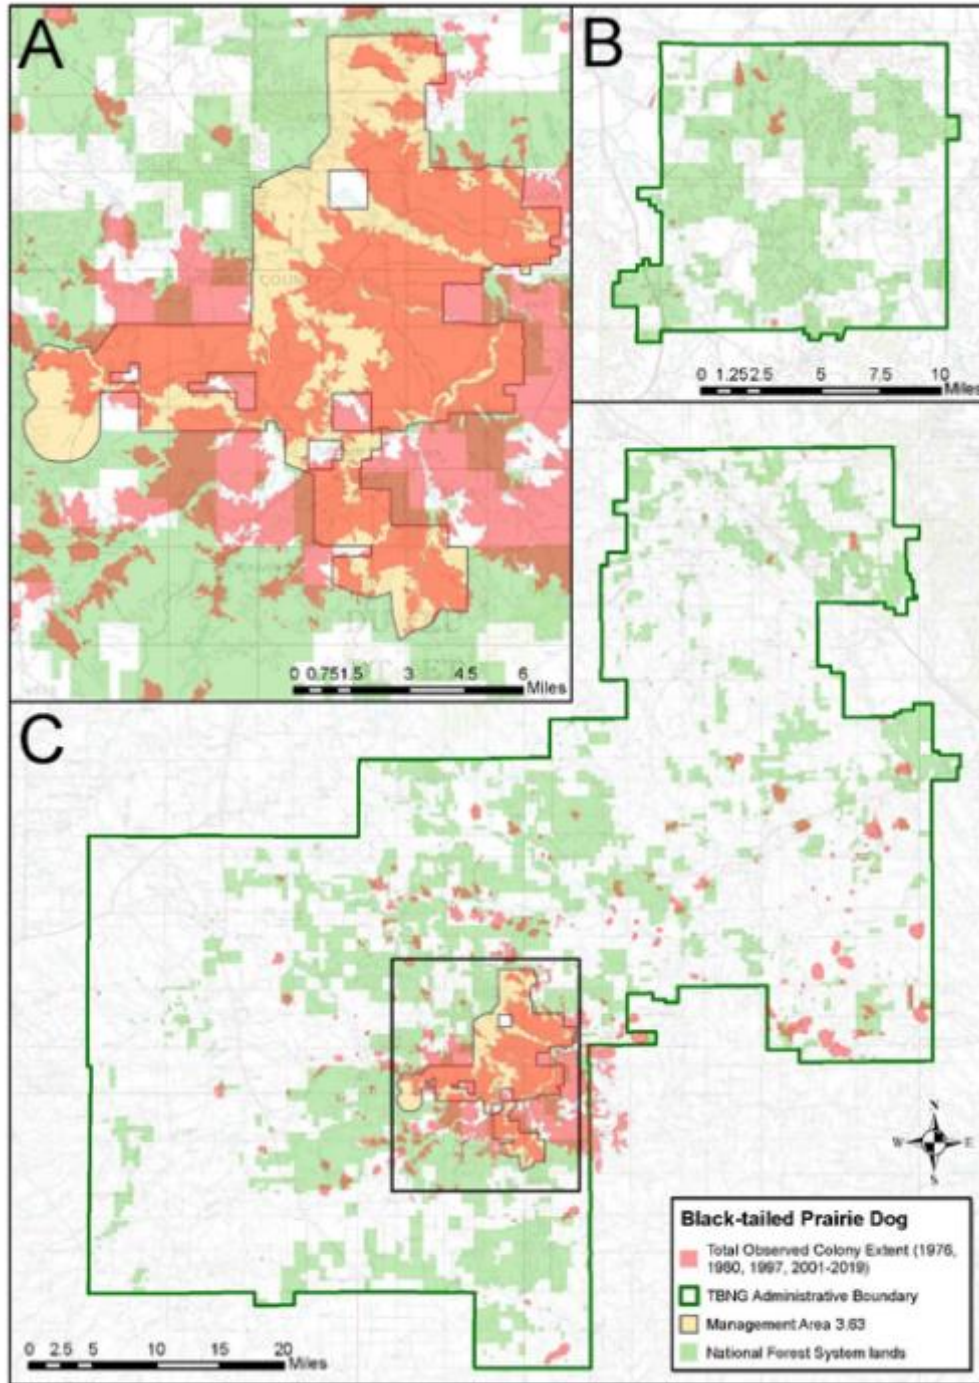 A
COU
0 0.75 1.5 3 4.5 6
Miles
B
0 1.25 2.5 5 7.5 10
Miles
C
N
W E
S
Black-tailed Prairie Dog
Total Observed Colony Extent (1976,
1980, 1997, 2001-2019)
TBNG Administrative Boundary
Management Area 3.63
National Forest System lands
0 2.5 5 10 15 20
Miles